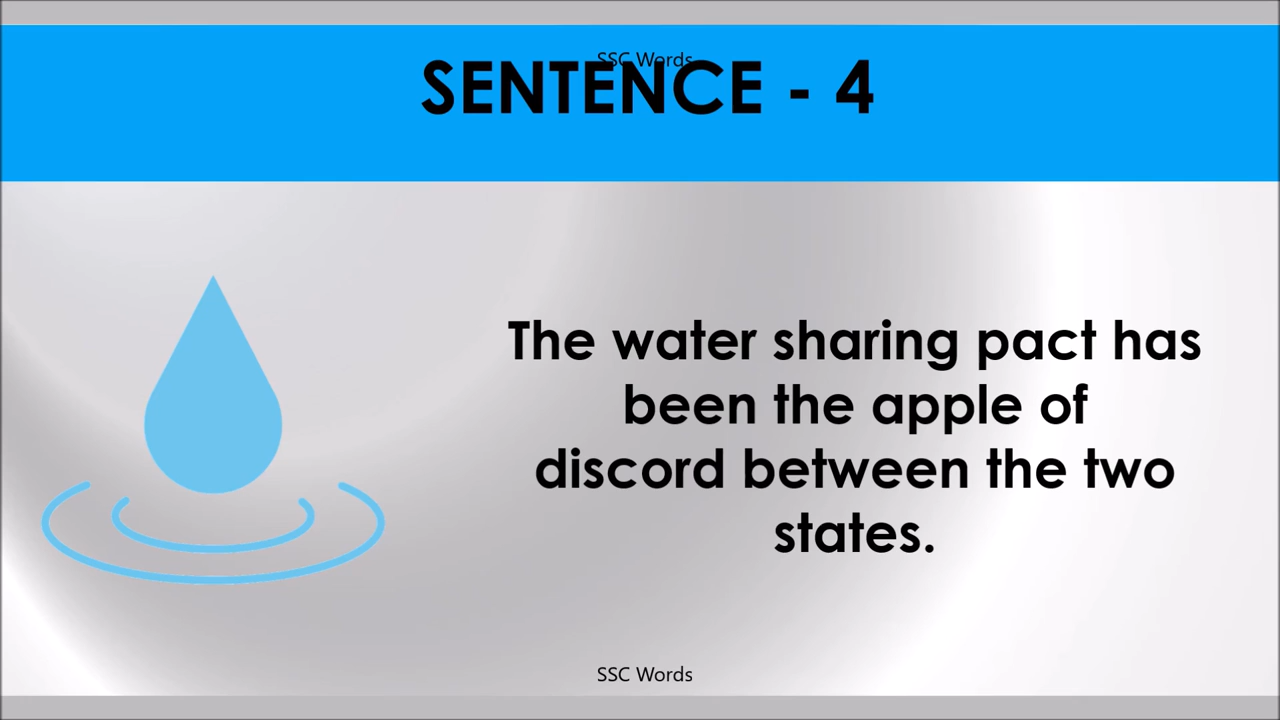 SSC Words
SENTENCE - 4
The water sharing pact has
been the apple of
discord between the two
states.
SSC Words